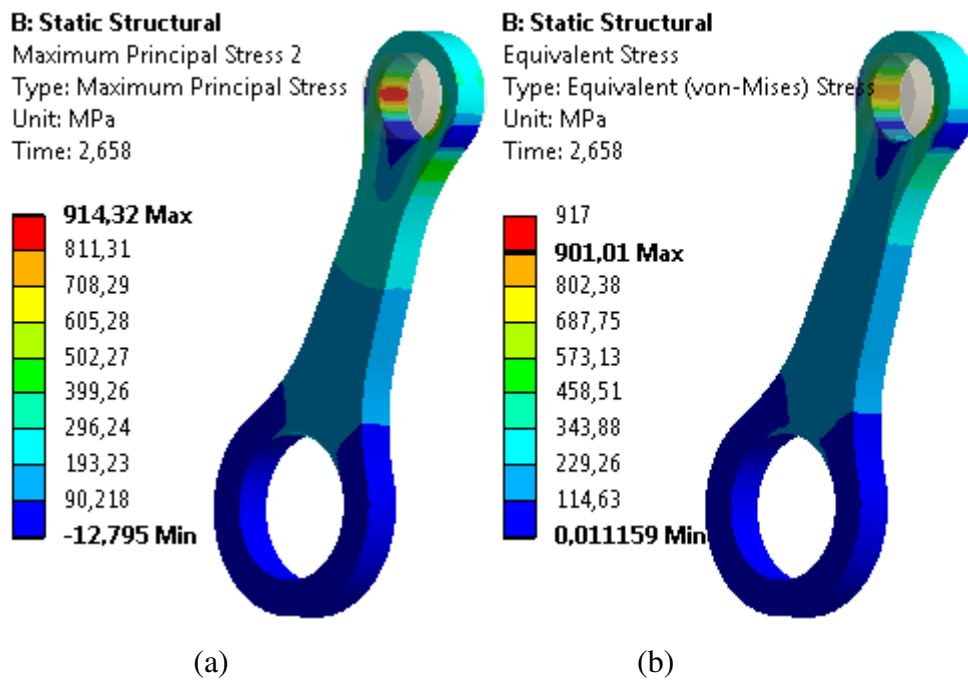 B: Static Structural
Maximum Principal Stress 2
Type: Maximum Principal Stress
Unit: MPa
Time: 2,658
914,32 Max
811,31
708,29
605,28
502,27
399,26
296,24
193,23
90,218
-12,795 Min
(a)
B: Static Structural
Equivalent Stress
Type: Equivalent (von-Mises) Stress
Unit: MPa
Time: 2,658
917
901,01 Max
802,38
687,75
573,13
458,51
343,88
229,26
114,63
0,011159 Min
(b)